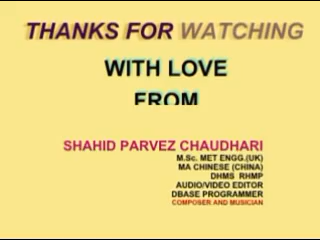 THANKS FOR WATCHING
WITH LOVE
FROM
SHAHID PARVEZ CHAUDHARI
M.Sc. MET ENGG.(UK)
MA CHINESE (CHINA)
DHMS RHMP
AUDIO/VIDEO EDITOR
DBASE PROGRAMMER
COMPOSER AND MUSICIAN